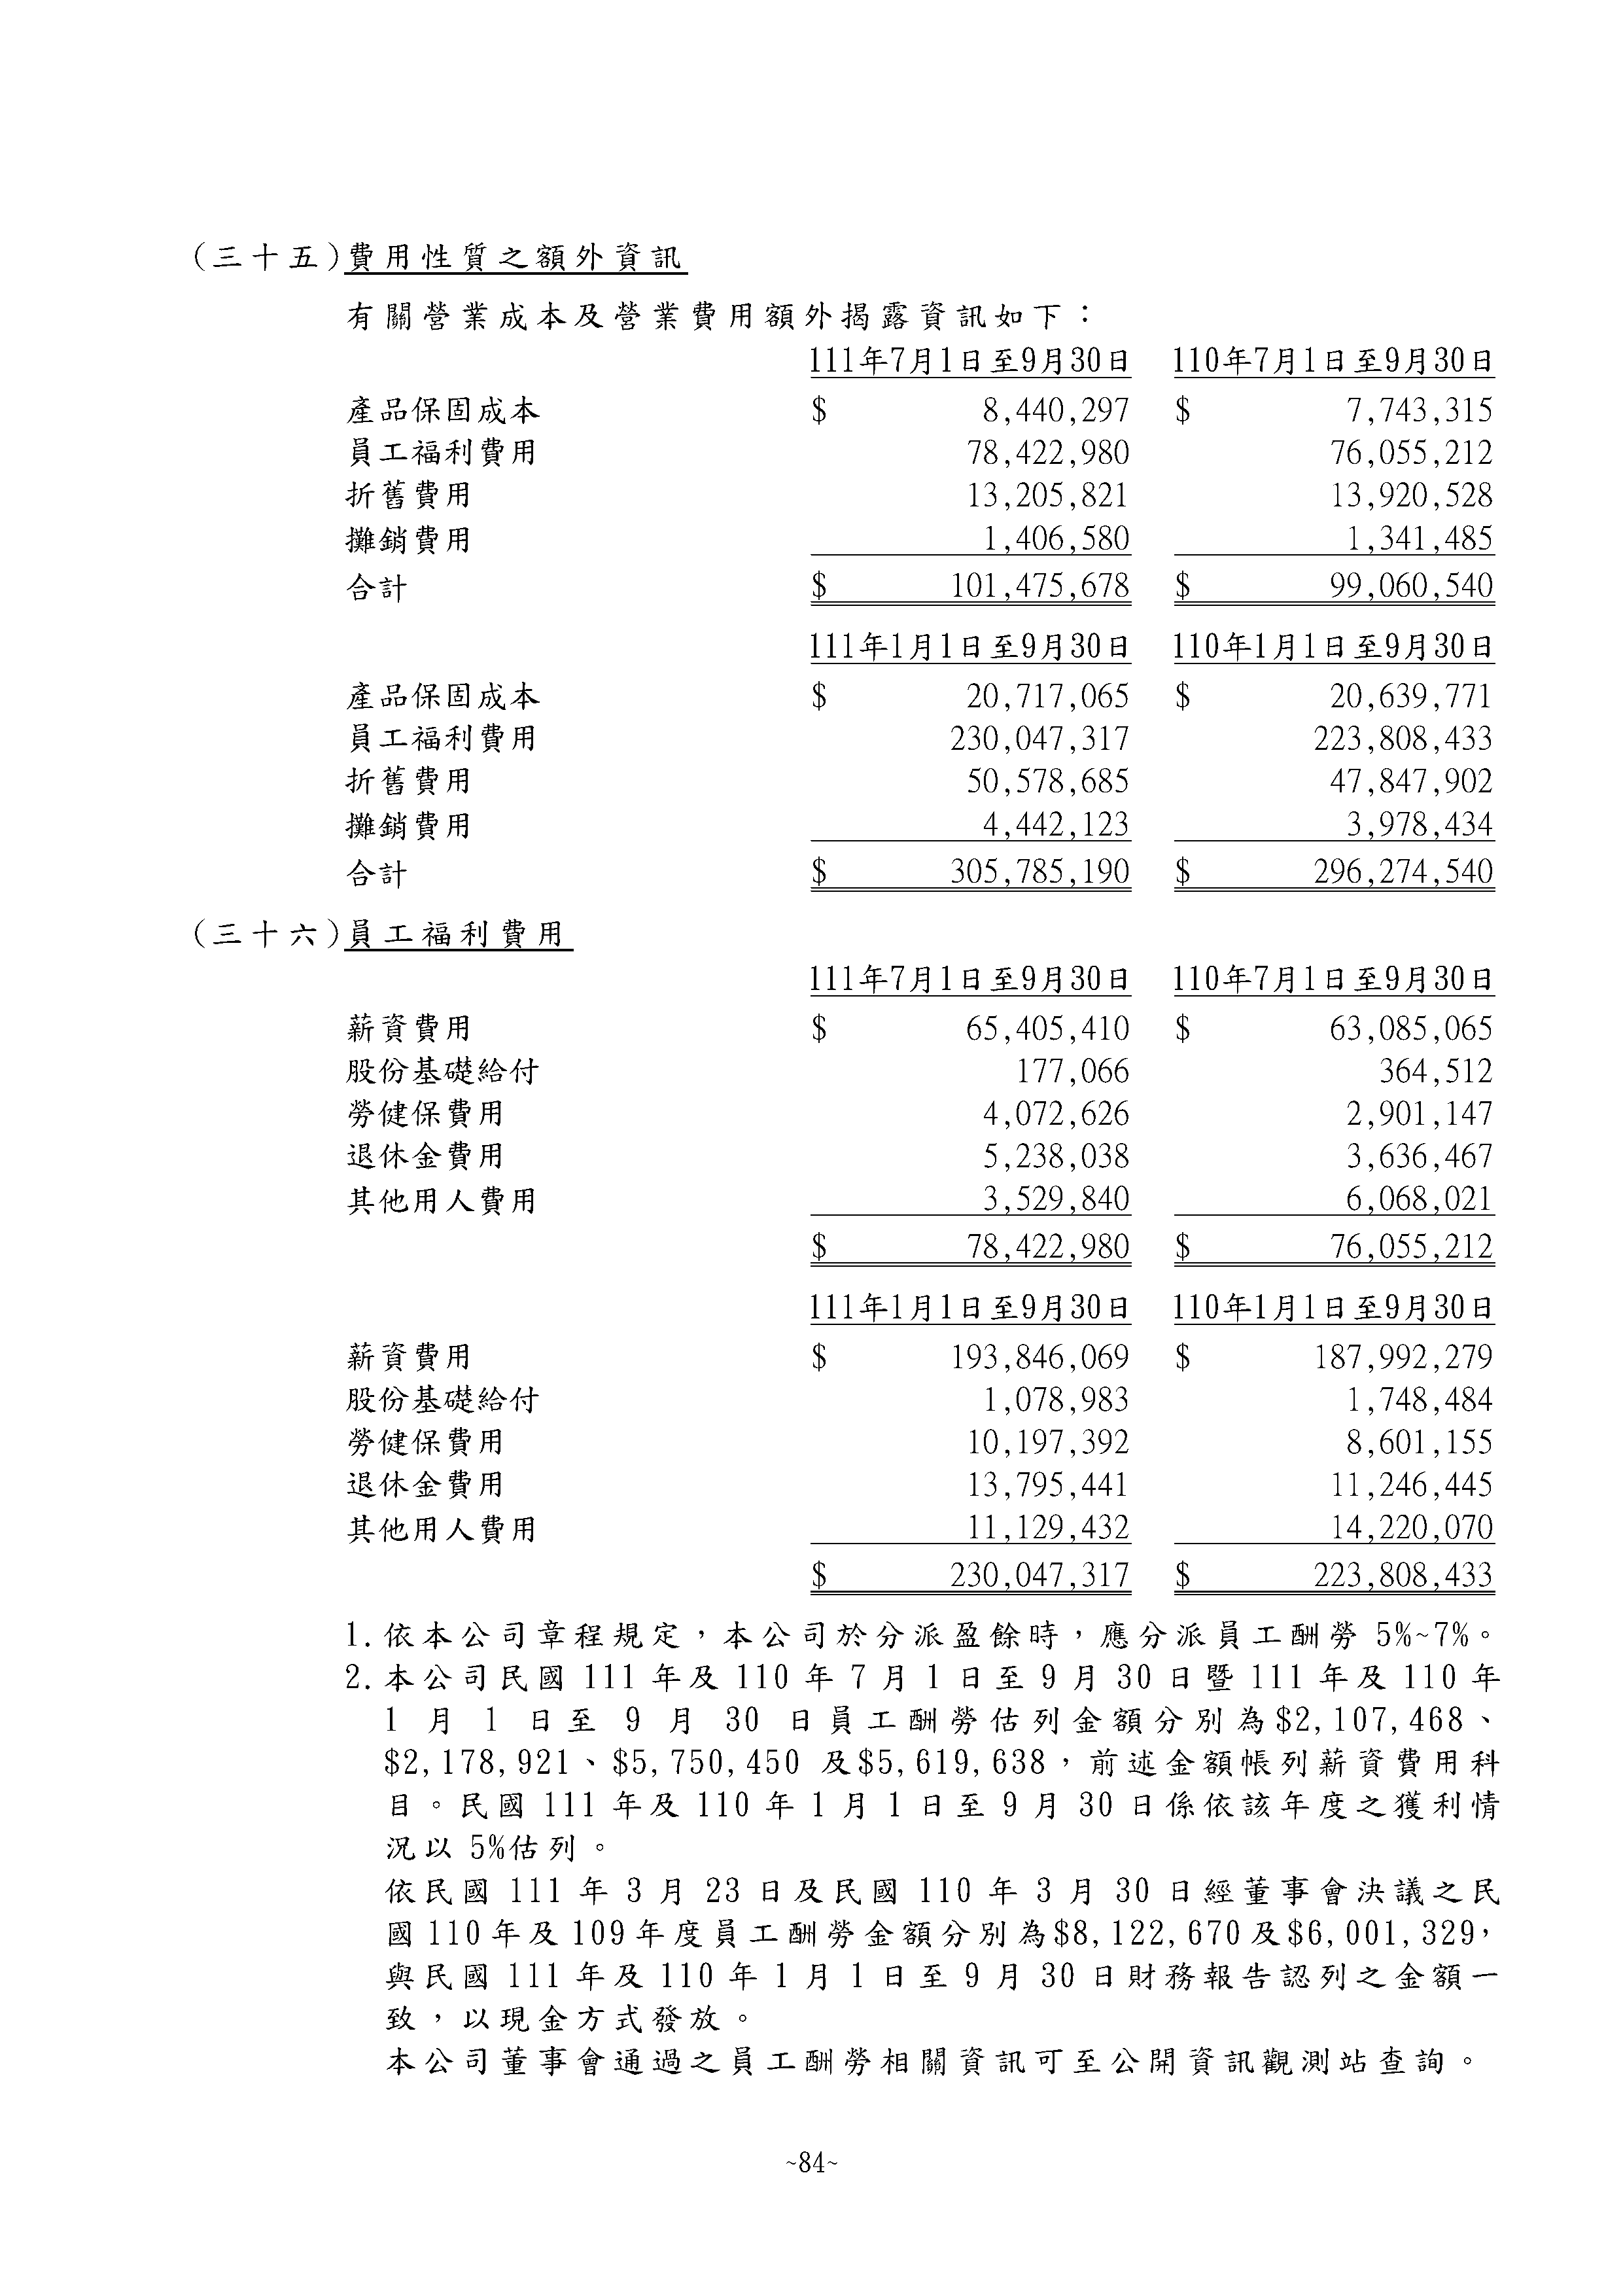 (三十五)費用性質之額外資訊
有關營業成本及營業費用額外揭露資訊如下：
111年7月1日至9月30日 110年7月1日至9月30日
產品保固成本 $ 8,440,297 $ 7,743,315
員工福利費用 78,422,980 76,055,212
折舊費用 13,205,821 13,920,528
攤銷費用 1,406,580 1,341,485
合計 $ 101,475,678 $ 99,060,540
111年1月1日至9月30日 110年1月1日至9月30日
產品保固成本 $ 20,717,065 $ 20,639,771
員工福利費用 230,047,317 223,808,433
折舊費用 50,578,685 47,847,902
攤銷費用 4,442,123 3,978,434
合計 $ 305,785,190 $ 296,274,540
(三十六)員工福利費用
111年7月1日至9月30日 110年7月1日至9月30日
薪資費用 $ 65,405,410 $ 63,085,065
股份基礎給付 177,066 364,512
勞健保費用 4,072,626 2,901,147
退休金費用 5,238,038 3,636,467
其他用人費用 3,529,840 6,068,021
$ 78,422,980 $ 76,055,212
111年1月1日至9月30日 110年1月1日至9月30日
薪資費用 $ 193,846,069 $ 187,992,279
股份基礎給付 1,078,983 1,748,484
勞健保費用 10,197,392 8,601,155
退休金費用 13,795,441 11,246,445
其他用人費用 11,129,432 14,220,070
$ 230,047,317 $ 223,808,433
1.依本公司章程規定，本公司於分派盈餘時，應分派員工酬勞 5%~7%。
2.本公司民國 111 年及 110 年 7 月 1 日至 9 月 30 日暨 111 年及 110 年
1 月 1 日至 9 月 30 日員工酬勞估列金額分別為$2,107,468、
$2,178,921、$5,750,450 及$5,619,638，前述金額帳列薪資費用科
目。民國 111 年及 110 年 1 月 1 日至 9 月 30 日係依該年度之獲利情
況以 5%估列。
依民國 111 年 3 月 23 日及民國 110 年 3 月 30 日經董事會決議之民
國 110 年及 109 年度員工酬勞金額分別為$8,122,670 及$6,001,329，
與民國 111 年及 110 年 1 月 1 日至 9 月 30 日財務報告認列之金額一
致，以現金方式發放。
本公司董事會通過之員工酬勞相關資訊可至公開資訊觀測站查詢。
~84~